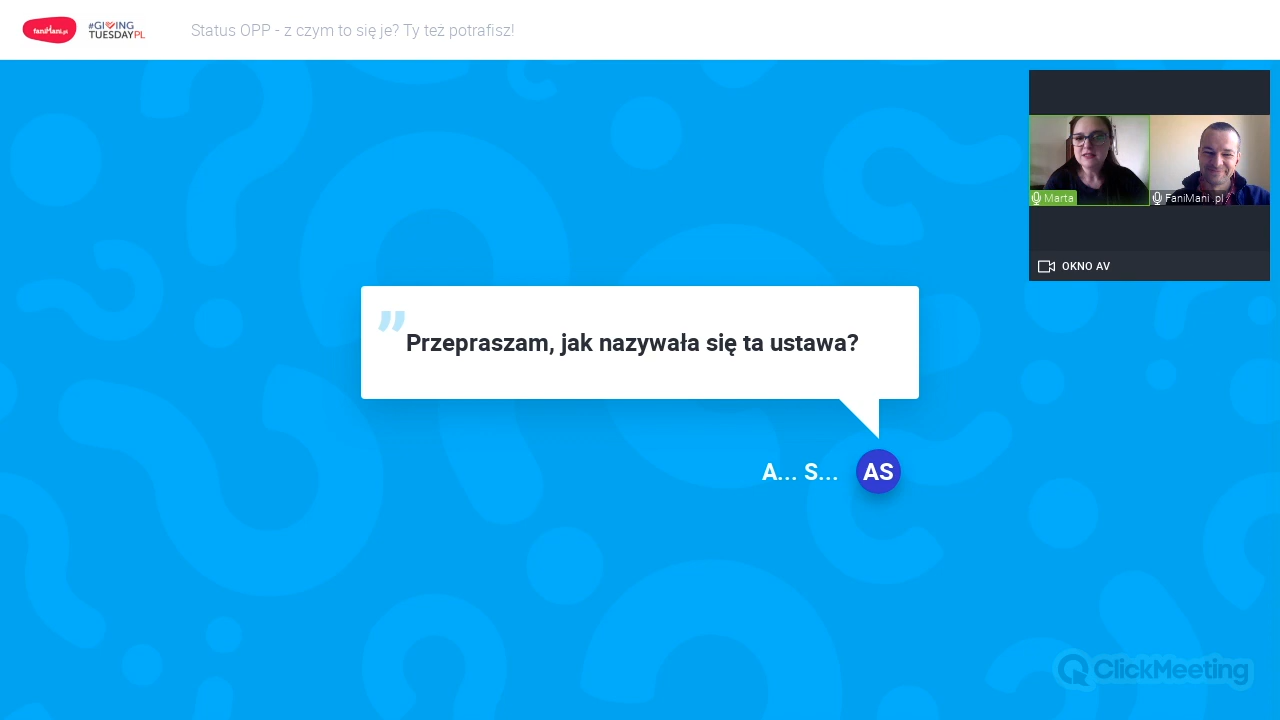 faniMani.pl
#GIVING
TUESDAYPL
Status OPP - z czym to się je? Ty też potrafisz!
Marta
FaniMani .pl /
OKNO AV
”
Przepraszam, jak nazywała się ta ustawa?
A... S...
AS
ClickMeeting